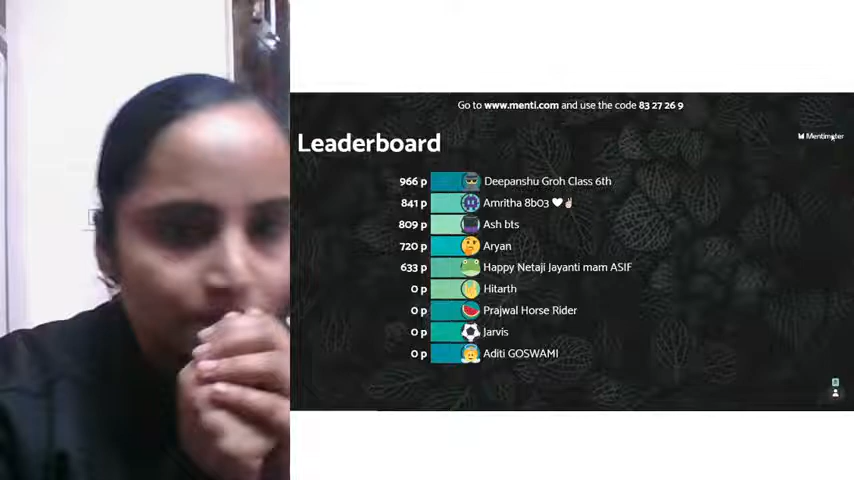 Go to www.menti.com and use the code 83 27 26 9
Mentimeter
Leaderboard
966 p Deepanshu Groh Class 6th
841 p Amritha 8b03 🤍✌🏻
809 p Ash bts
720 p Aryan
633 p Happy Netaji Jayanti mam ASIF
0 p Hitarth
0 p Prajwal Horse Rider
0 p Jarvis
0 p Aditi GOSWAMI